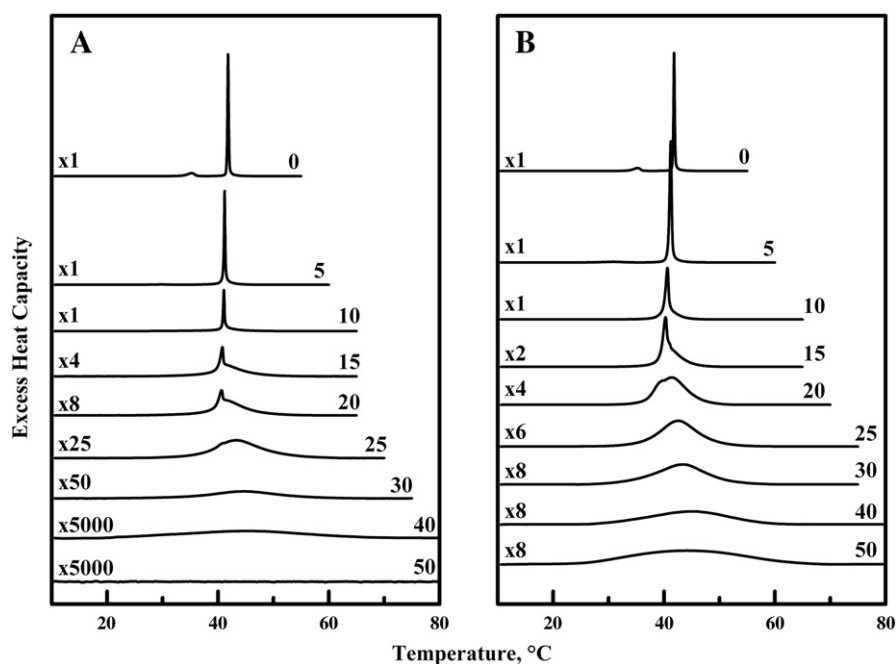 A
x1 0
x1 5
x1 10
x4 15
x8 20
x25 25
x50 30
x5000 40
x5000 50
20 40 60 80
B
x1 0
x1 5
x1 10
x2 15
x4 20
x6 25
x8 30
x8 40
x8 50
20 40 60 80
Excess Heat Capacity
Temperature, °C